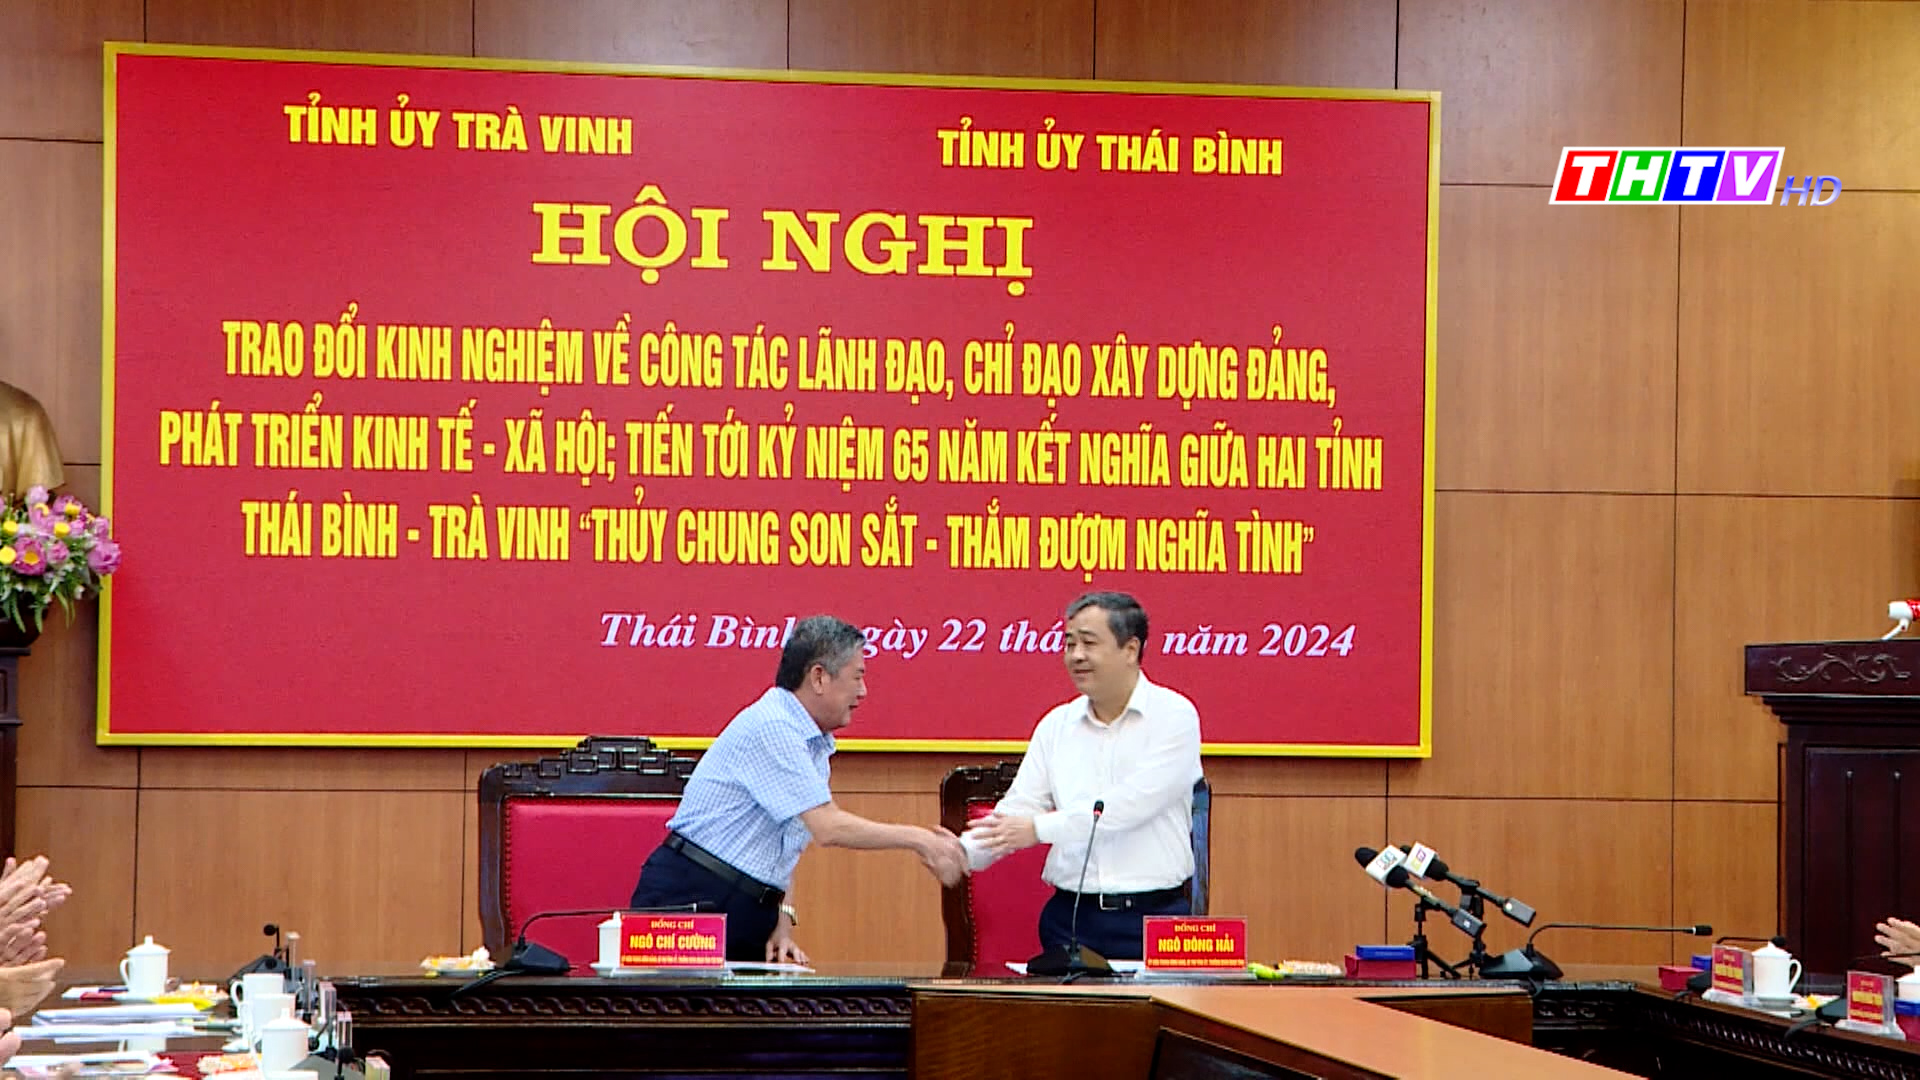 TỈNH ỦY TRÀ VINH
TỈNH ỦY THÁI BÌNH
THTV HD
HỘI NGHỊ
TRAO ĐỔI KINH NGHIỆM VỀ CÔNG TÁC LÃNH ĐẠO, CHỈ ĐẠO XÂY DỰNG ĐẢNG,
PHÁT TRIỂN KINH TẾ - XÃ HỘI; TIẾN TỚI KỶ NIỆM 65 NĂM KẾT NGHĨA GIỮA HAI TỈNH
THÁI BÌNH - TRÀ VINH “THỦY CHUNG SON SẮT - THẮM ĐƯỢM NGHĨA TÌNH”
Thái Bình gày 22 thá năm 2024
ĐỒNG CHÍ
NGÔ CHÍ CƯỜNG
ĐỒNG CHÍ
NGÔ ĐÔNG HẢI